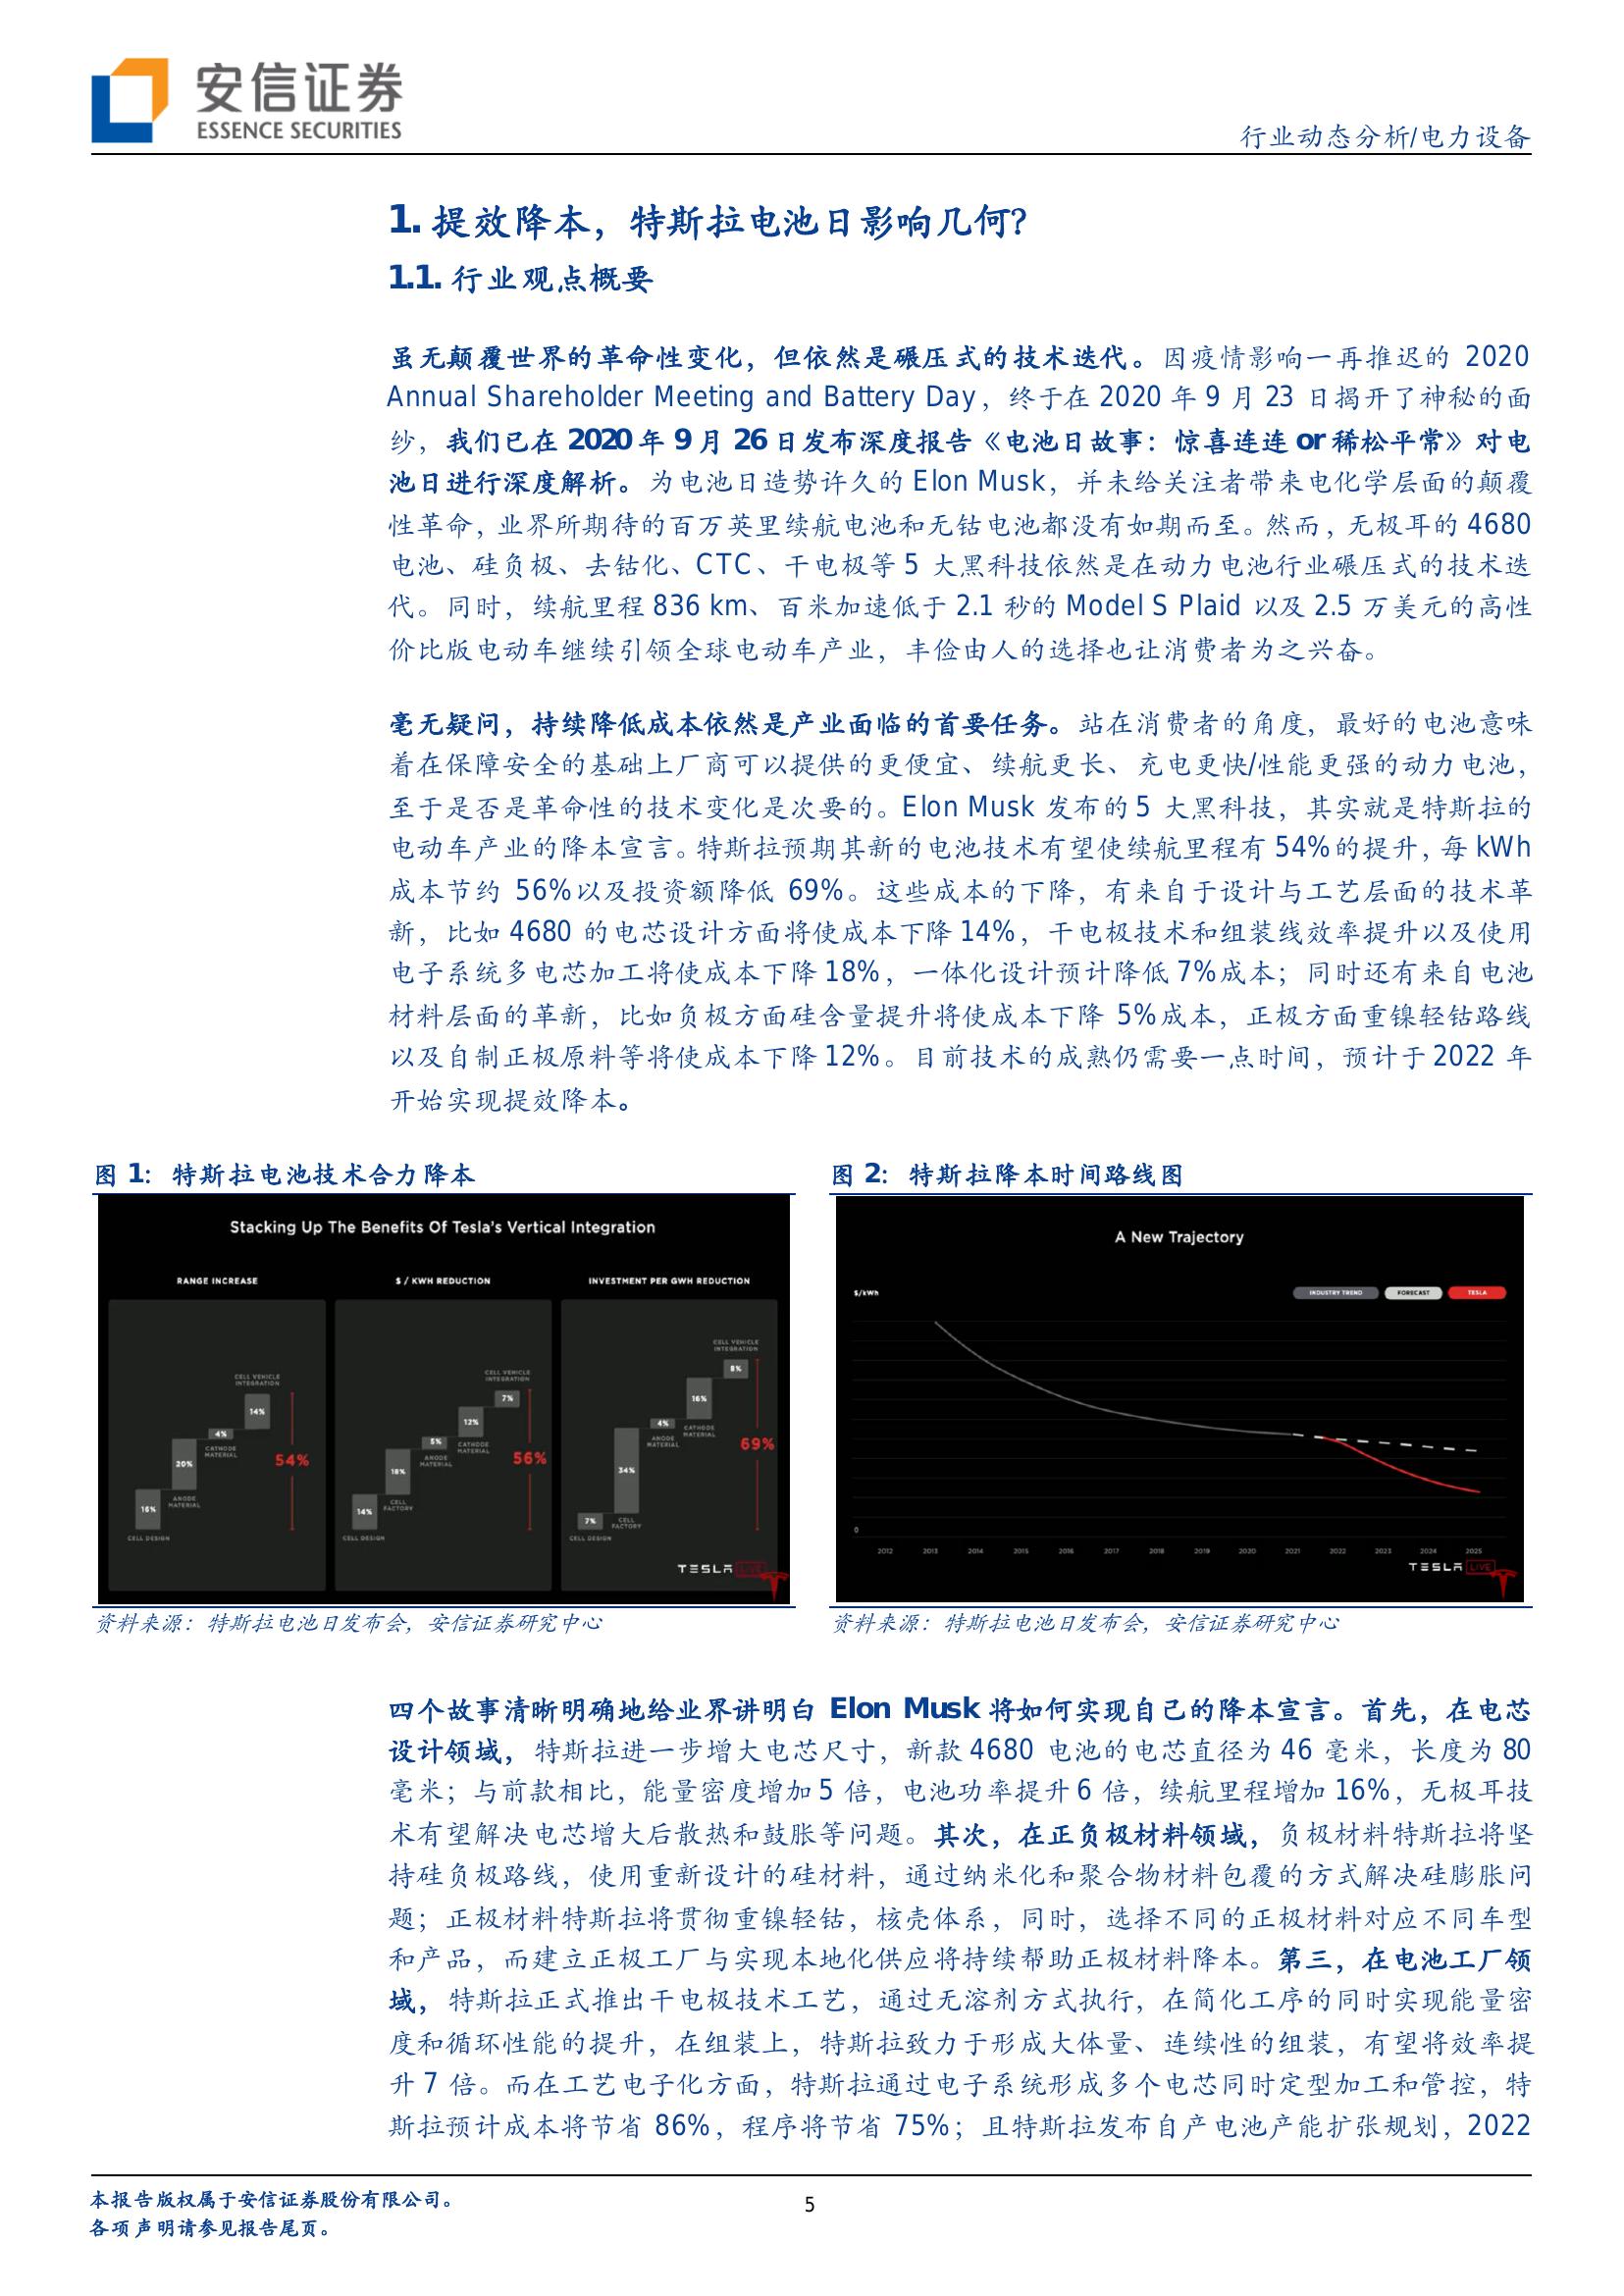 安信证券
ESSENCE SECURITIES
行业动态分析/电力设备
1. 提效降本，特斯拉电池日影响几何？
1.1. 行业观点概要
虽无颠覆世界的革命性变化，但依然是碾压式的技术迭代。因疫情影响一再推迟的 2020
Annual Shareholder Meeting and Battery Day，终于在 2020 年 9 月 23 日揭开了神秘的面
纱，我们已在 2020 年 9 月 26 日发布深度报告《电池日故事：惊喜连连 or 稀松平常》对电
池日进行深度解析。为电池日造势许久的 Elon Musk，并未给关注者带来电化学层面的颠覆
性革命，业界所期待的百万英里续航电池和无钴电池都没有如期而至。然而，无极耳的 4680
电池、硅负极、去钴化、CTC、干电极等 5 大黑科技依然是在动力电池行业碾压式的技术迭
代。同时，续航里程 836 km、百米加速低于 2.1 秒的 Model S Plaid 以及 2.5 万美元的高性
价比版电动车继续引领全球电动车产业，丰俭由人的选择也让消费者为之兴奋。
毫无疑问，持续降低成本依然是产业面临的首要任务。站在消费者的角度，最好的电池意味
着在保障安全的基础上厂商可以提供的更便宜、续航更长、充电更快/性能更强的动力电池，
至于是否是革命性的技术变化是次要的。Elon Musk 发布的 5 大黑科技，其实就是特斯拉的
电动车产业的降本宣言。特斯拉预期其新的电池技术有望使续航里程有 54%的提升，每 kWh
成本节约 56%以及投资额降低 69%。这些成本的下降，有来自于设计与工艺层面的技术革
新，比如 4680 的电芯设计方面将使成本下降 14%，干电极技术和组装线效率提升以及使用
电子系统多电芯加工将使成本下降 18%，一体化设计预计降低 7%成本；同时还有来自电池
材料层面的革新，比如负极方面硅含量提升将使成本下降 5%成本，正极方面重镍轻钴路线
以及自制正极原料等将使成本下降 12%。目前技术的成熟仍需要一点时间，预计于 2022 年
开始实现提效降本。
图 1：特斯拉电池技术合力降本
Stacking Up The Benefits Of Tesla's Vertical Integration
RANGE INCREASE
16%
CELL DESIGN
20%
ANODE MATERIAL
4%
CATHODE MATERIAL
14%
CELL VEHICLE INTEGRATION
54%
$ / KWH REDUCTION
14%
CELL DESIGN
18%
CELL FACTORY
5%
ANODE MATERIAL
12%
CATHODE MATERIAL
7%
CELL VEHICLE INTEGRATION
56%
INVESTMENT PER GWH REDUCTION
7%
CELL DESIGN
34%
CELL FACTORY
4%
ANODE MATERIAL
16%
CATHODE MATERIAL
8%
CELL VEHICLE INTEGRATION
69%
TESLA LIVE
资料来源：特斯拉电池日发布会，安信证券研究中心
图 2：特斯拉降本时间路线图
A New Trajectory
$/kWh
INDUSTRY TREND FORECAST TESLA
0
2012 2013 2014 2015 2016 2017 2018 2019 2020 2021 2022 2023 2024 2025
TESLA LIVE
资料来源：特斯拉电池日发布会，安信证券研究中心
四个故事清晰明确地给业界讲明白 Elon Musk 将如何实现自己的降本宣言。首先，在电芯
设计领域，特斯拉进一步增大电芯尺寸，新款 4680 电池的电芯直径为 46 毫米，长度为 80
毫米；与前款相比，能量密度增加 5 倍，电池功率提升 6 倍，续航里程增加 16%，无极耳技
术有望解决电芯增大后散热和鼓胀等问题。其次，在正负极材料领域，负极材料特斯拉将坚
持硅负极路线，使用重新设计的硅材料，通过纳米化和聚合物材料包覆的方式解决硅膨胀问
题；正极材料特斯拉将贯彻重镍轻钴，核壳体系，同时，选择不同的正极材料对应不同车型
和产品，而建立正极工厂与实现本地化供应将持续帮助正极材料降本。第三，在电池工厂领
域，特斯拉正式推出干电极技术工艺，通过无溶剂方式执行，在简化工序的同时实现能量密
度和循环性能的提升，在组装上，特斯拉致力于形成大体量、连续性的组装，有望将效率提
升 7 倍。而在工艺电子化方面，特斯拉通过电子系统形成多个电芯同时定型加工和管控，特
斯拉预计成本将节省 86%，程序将节省 75%；且特斯拉发布自产电池产能扩张规划，2022
本报告版权属于安信证券股份有限公司。
各项声明请参见报告尾页。
5